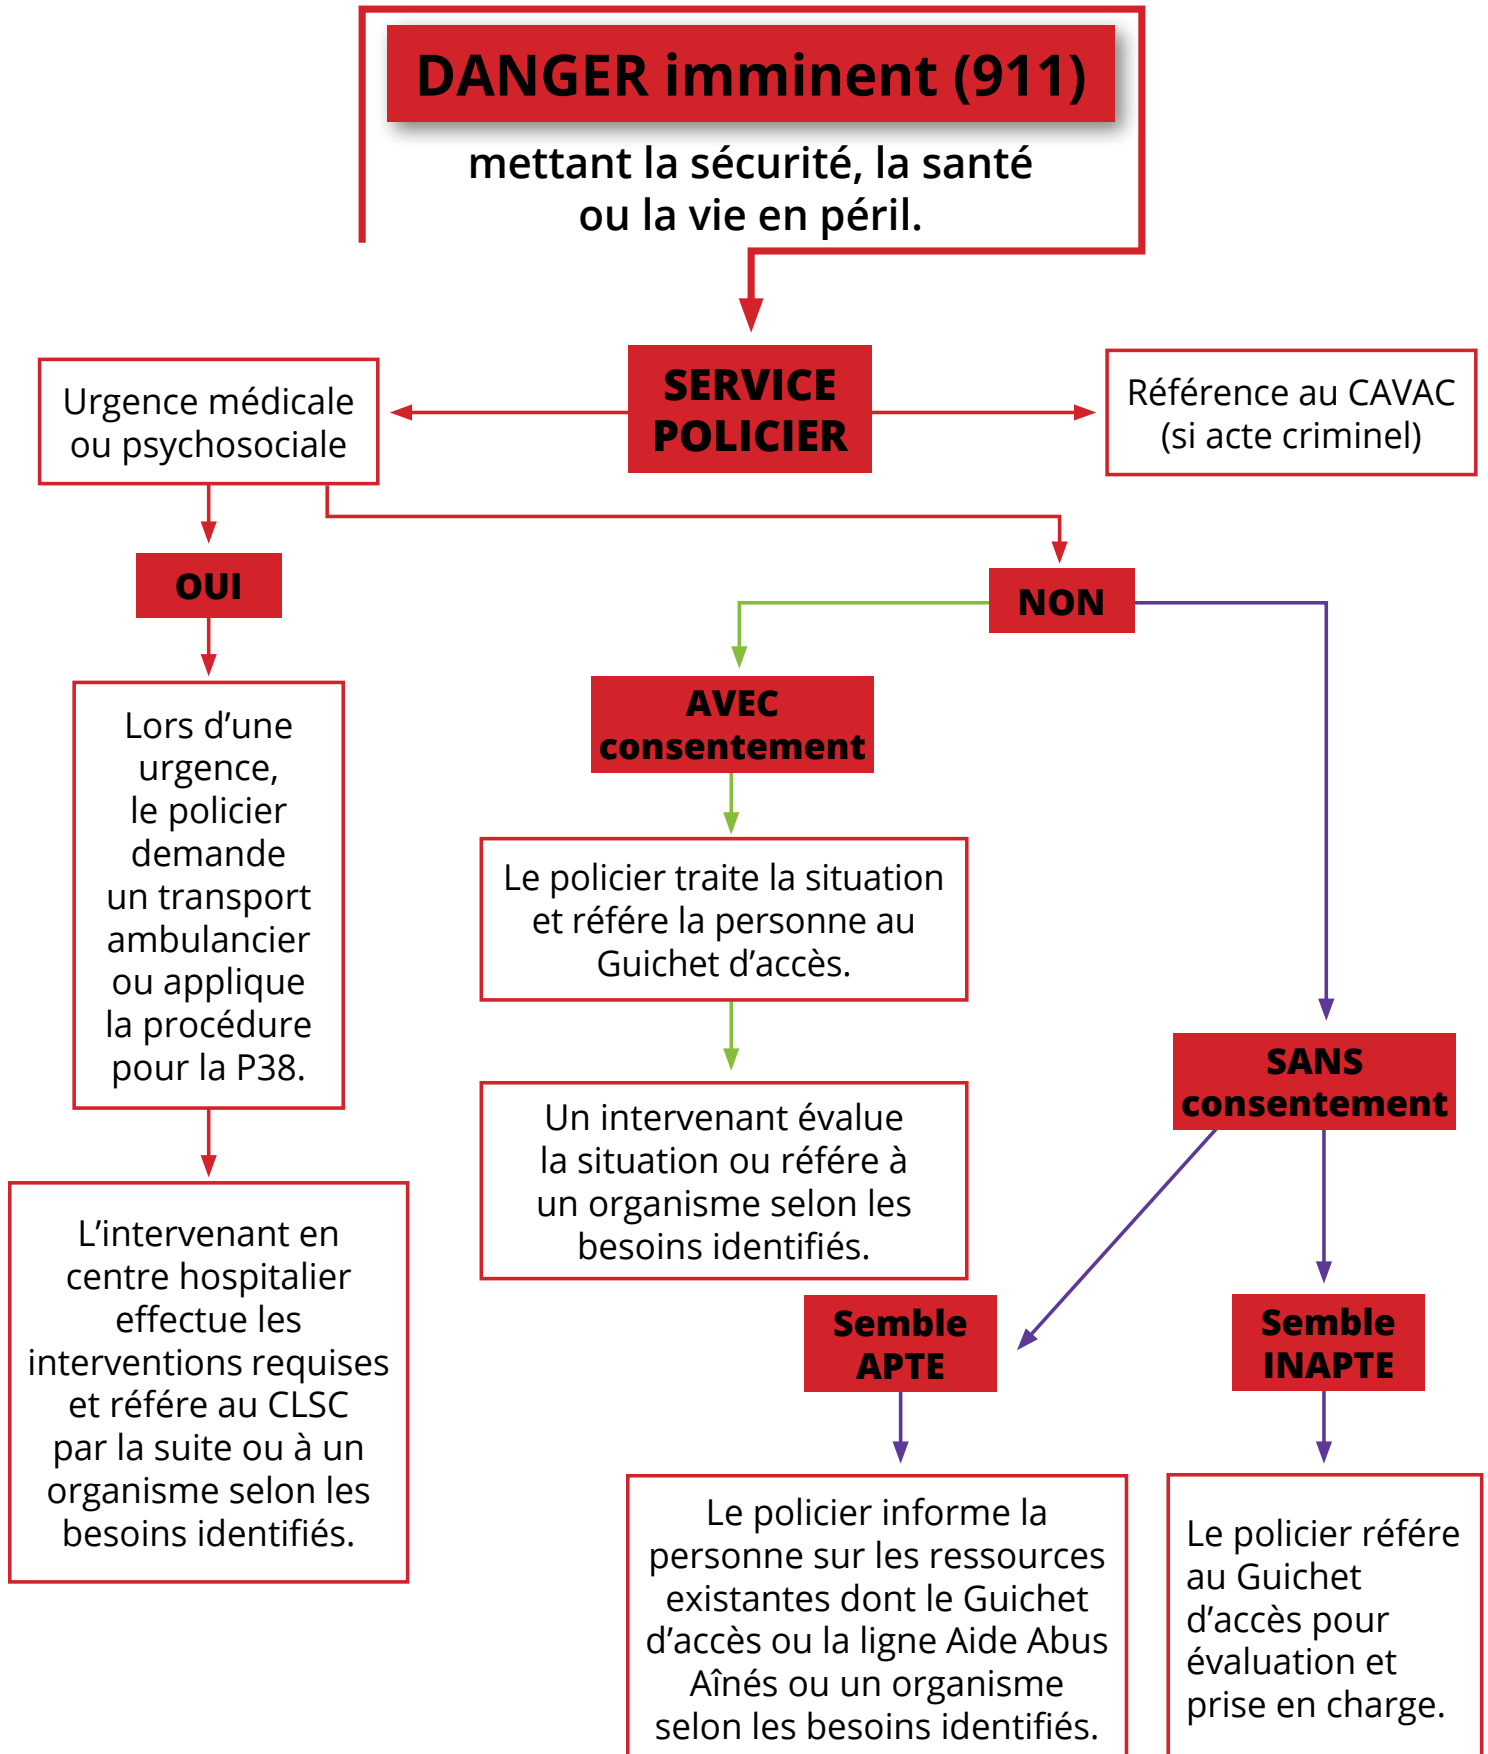 DANGER imminent (911)
mettant la sécurité, la santé
ou la vie en péril.
Urgence médicale
ou psychosociale
SERVICE
POLICIER
Référence au CAVAC
(si acte criminel)
OUI
NON
Lors d’une
urgence,
le policier
demande
un transport
ambulancier
ou applique
la procédure
pour la P38.
L’intervenant en
centre hospitalier
effectue les
interventions requises
et référe au CLSC
par la suite ou à un
organisme selon les
besoins identifiés.
AVEC
consentement
Le policier traite la situation
et référe la personne au
Guichet d’accès.
Un intervenant évalue
la situation ou référe à
un organisme selon les
besoins identifiés.
SANS
consentement
Semble
APTE
Le policier informe la
personne sur les ressources
existantes dont le Guichet
d’accès ou la ligne Aide Abus
Aînés ou un organisme
selon les besoins identifiés.
Semble
INAPTE
Le policier référe
au Guichet
d’accès pour
évaluation et
prise en charge.